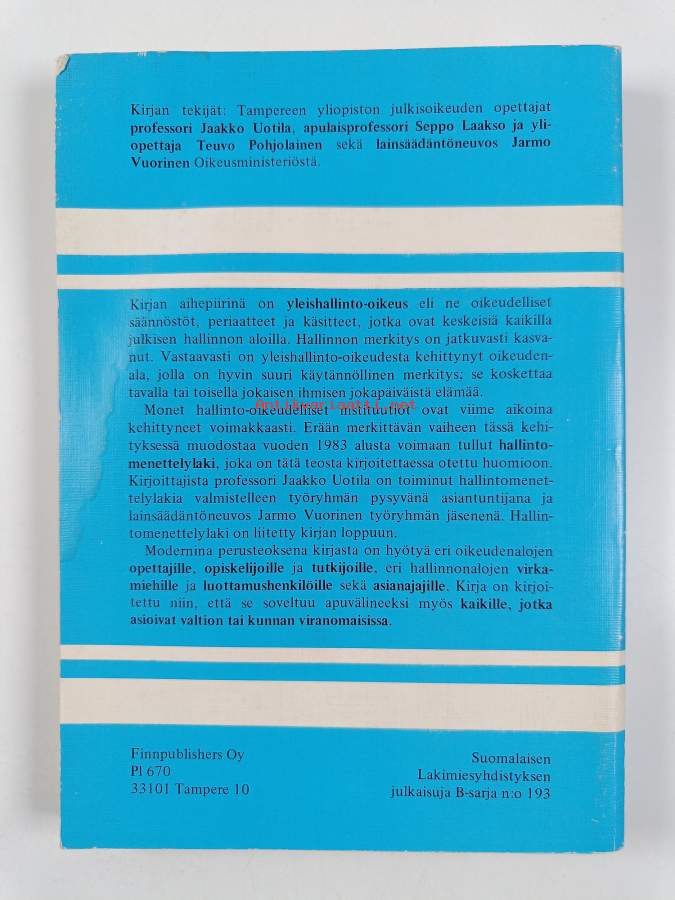 Kirjan tekijät: Tampereen yliopiston julkisoikeuden opettajat
professori Jaakko Uotila, apulaisprofessori Seppo Laakso ja yli-
opettaja Teuvo Pohjolainen sekä lainsäädäntöneuvos Jarmo
Vuorinen Oikeusministeriöstä.
Kirjan aihepiirinä on yleishallinto-oikeus eli ne oikeudelliset
säännöstöt, periaatteet ja käsitteet, jotka ovat keskeisiä kaikilla
julkisen hallinnon aloilla. Hallinnon merkitys on jatkuvasti kasva-
nut. Vastaavasti on yleishallinto-oikeudesta kehittynyt oikeuden-
ala, jolla on hyvin suuri käytännöllinen merkitys; se koskettaa
tavalla tai toisella jokaisen ihmisen jokapäiväistä elämää.
Antikvariaatti.net
Monet hallinto-oikeudelliset instituutiot ovat viime aikoina
kehittyneet voimakkaasti. Erään merkittävän vaiheen tässä kehi-
tyksessä muodostaa vuoden 1983 alusta voimaan tullut hallinto-
menettelylaki, joka on tätä teosta kirjoitettaessa otettu huomioon.
Kirjoittajista professori Jaakko Uotila on toiminut hallintomenet-
telylakia valmistelleen työryhmän pysyvänä asiantuntijana ja
lainsäädäntöneuvos Jarmo Vuorinen työryhmän jäsenenä. Hallin-
tomenettelylaki on liitetty kirjan loppuun.
Modernina perusteoksena kirjasta on hyötyä eri oikeudenalojen
opettajille, opiskelijoille ja tutkijoille, eri hallinnonalojen virka-
miehille ja luottamushenkilöille sekä asianajajille. Kirja on kirjoi-
tettu niin, että se soveltuu apuvälineeksi myös kaikille, jotka
asioivat valtion tai kunnan viranomaisissa.
Finnpublishers Oy
Pl 670
33101 Tampere 10
Suomalaisen
Lakimiesyhdistyksen
julkaisuja B-sarja n:o 193